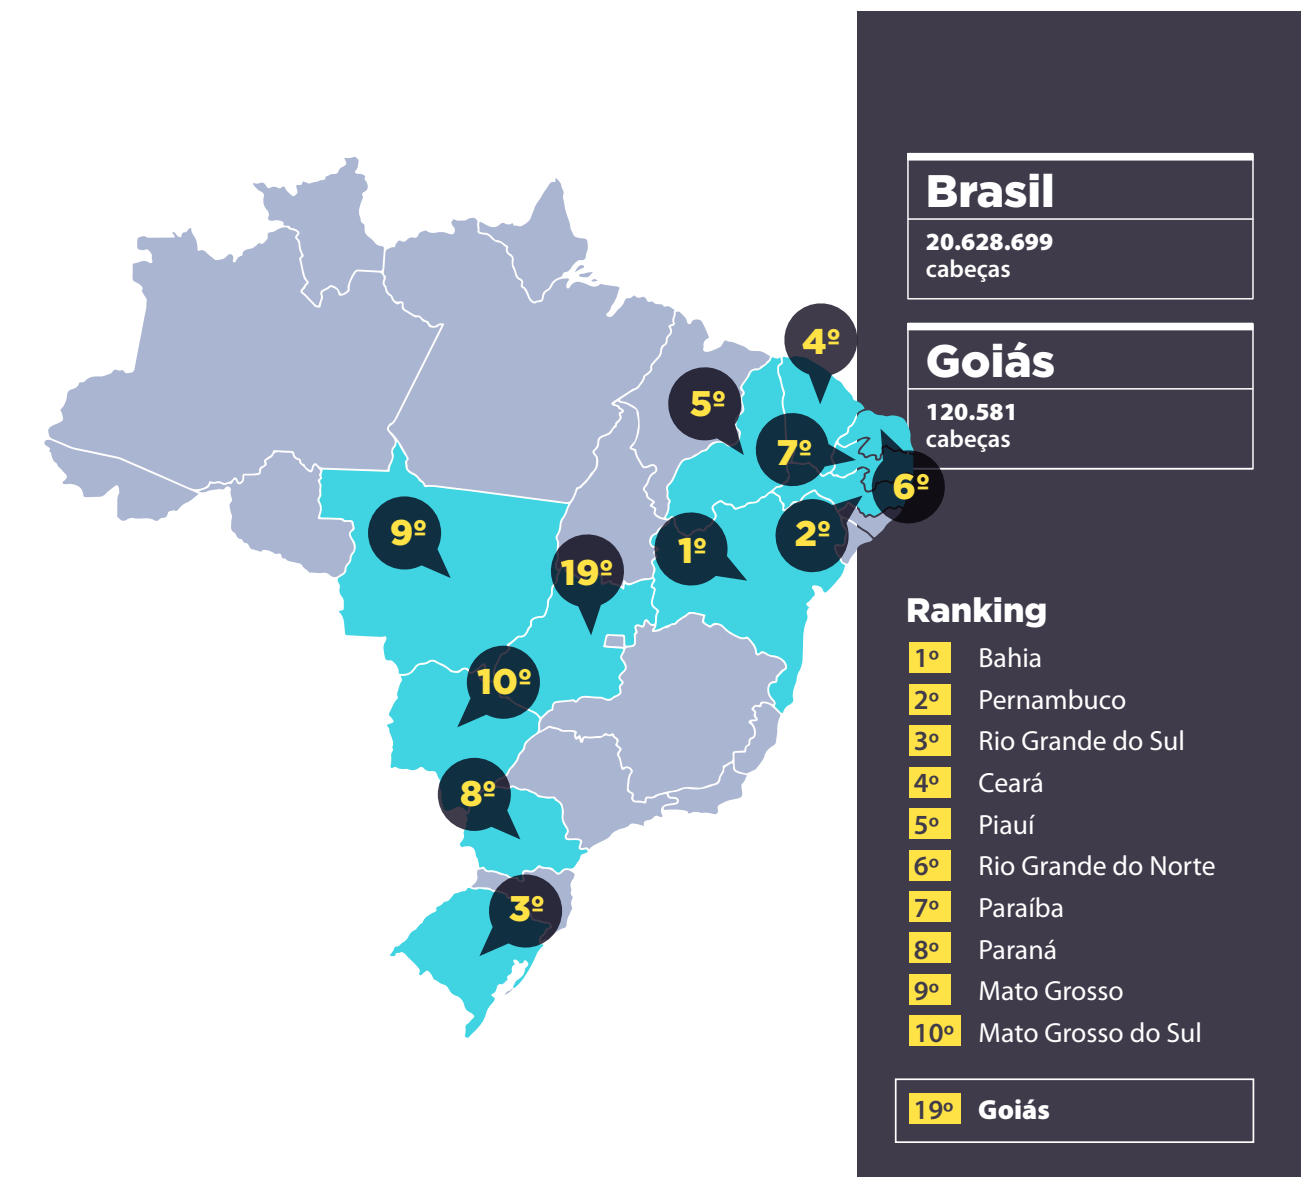 4º
5º
7º
6º
9º
2º
1º
19º
10º
8º
3º
Brasil
20.628.699
cabeças
Goiás
120.581
cabeças
Ranking
1º Bahia
2º Pernambuco
3º Rio Grande do Sul
4º Ceará
5º Piauí
6º Rio Grande do Norte
7º Paraíba
8º Paraná
9º Mato Grosso
10º Mato Grosso do Sul
19º Goiás